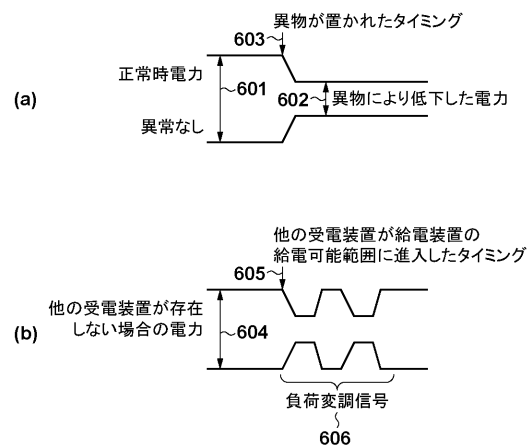 異物が置かれたタイミング
603
正常時電力
(a)
601
602
異物により低下した電力
異常なし
他の受電装置が給電装置の
給電可能範囲に進入したタイミング
605
他の受電装置が存在
しない場合の電力
(b)
604
負荷変調信号
606